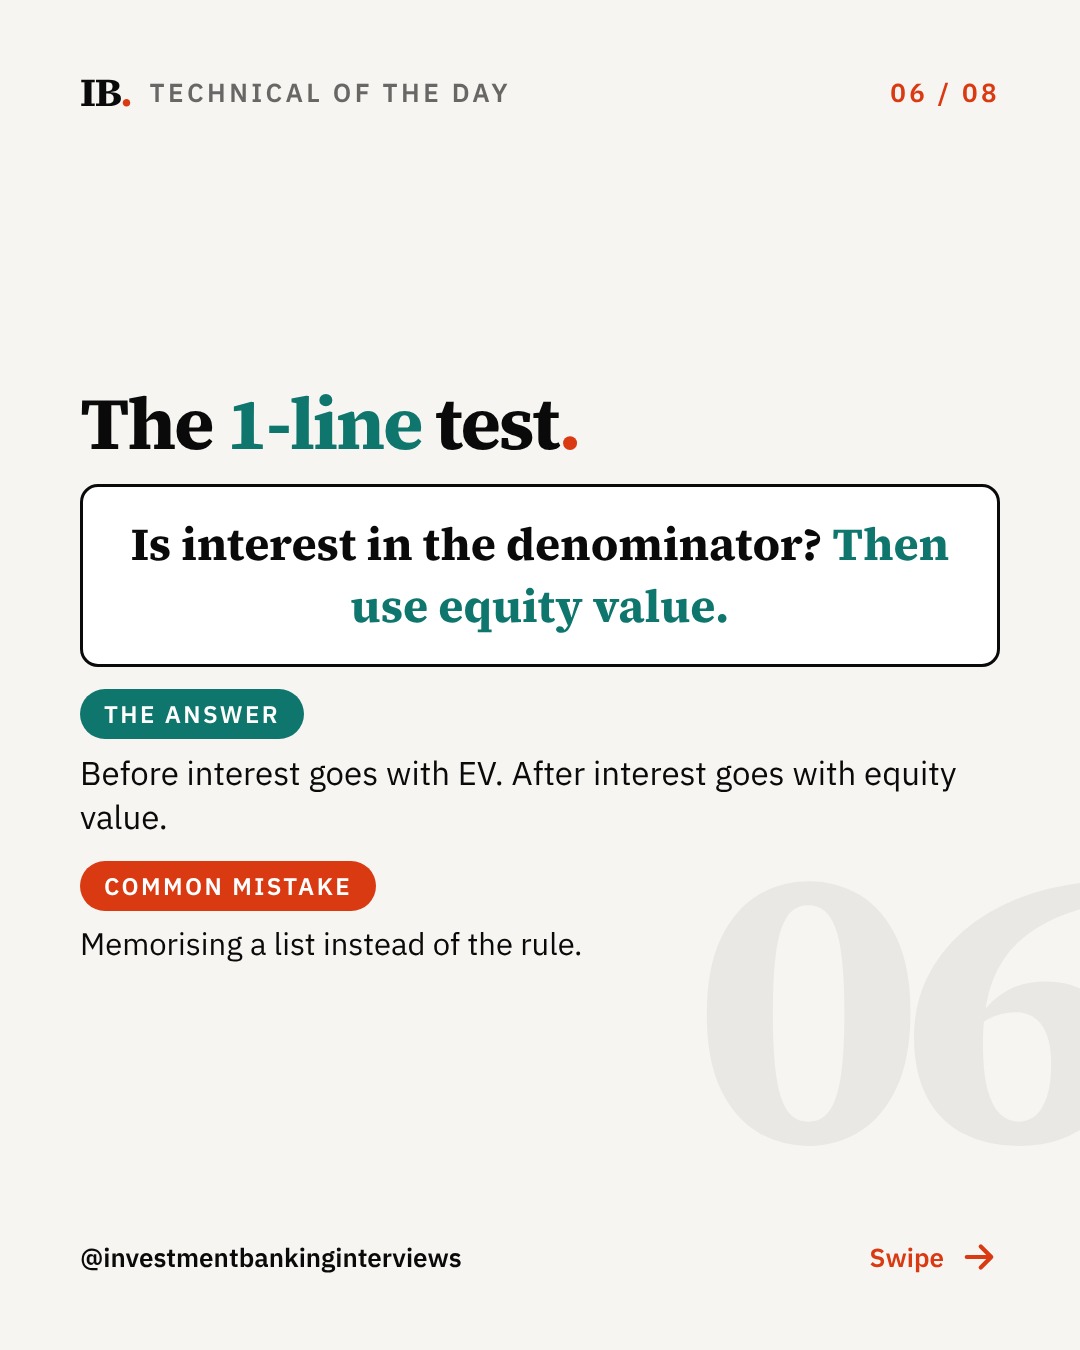 IB. TECHNICAL OF THE DAY
06 / 08
The 1-line test.
Is interest in the denominator? Then
use equity value.
THE ANSWER
Before interest goes with EV. After interest goes with equity
value.
COMMON MISTAKE
Memorising a list instead of the rule.
06
@investmentbankinginterviews
Swipe →